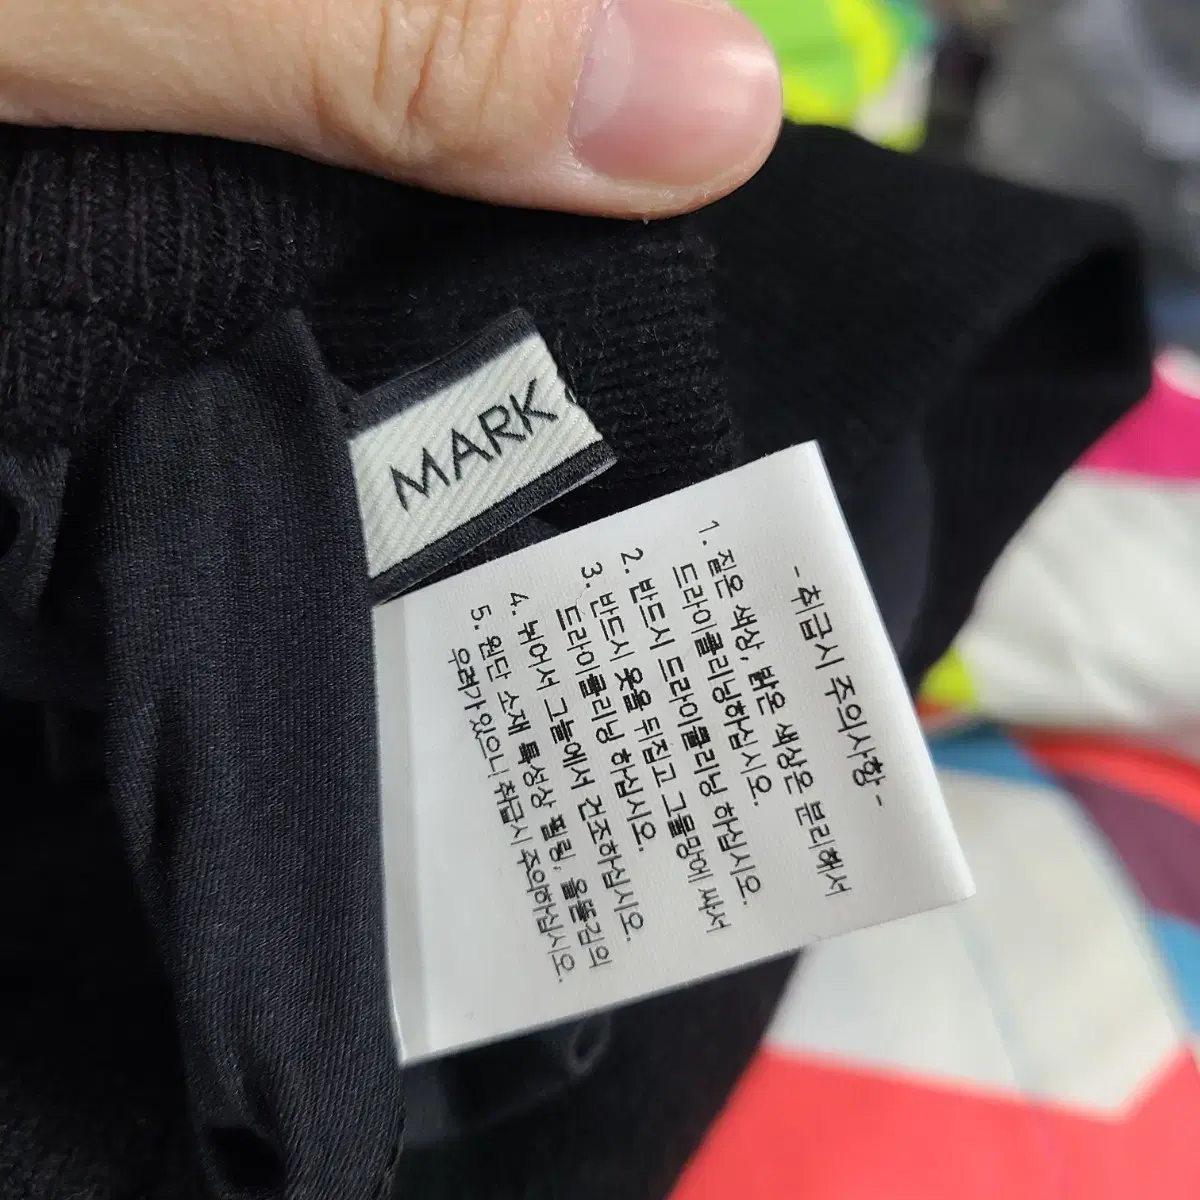 MARK
- 취급시 주의사항 -
1. 짙은 색상, 밝은 색상은 분리해서
드라이클리닝하십시오.
2. 반드시 드라이클리닝 하십시오.
3. 반드시 옷을 뒤집고 그물망에 싸서
드라이클리닝 하십시오.
4. 뉘어서 그늘에서 건조하십시오.
5. 원단 소재 특성상 필링, 올뜯김의
우려가 있으니 취급시 주의하십시오.